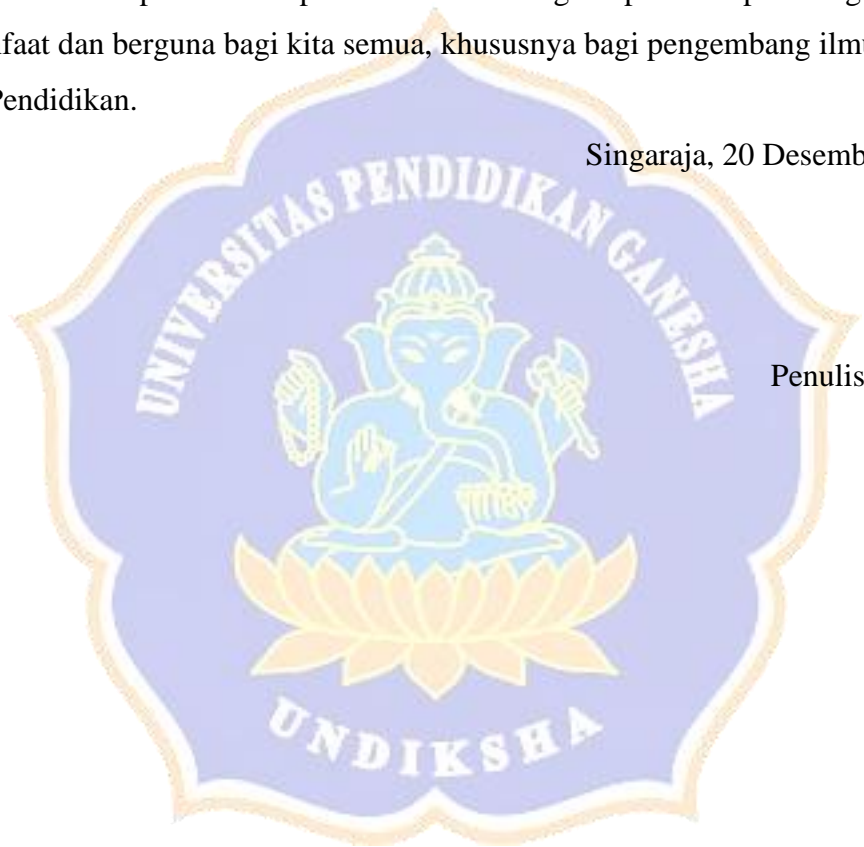 faat dan berguna bagi kita semua, khususnya bagi pengembang ilmu
Pendidikan.
Singaraja, 20 Desemb
UNIVERSITAS PENDIDIKAN GANESHA
Penulis
UNDIKSHA